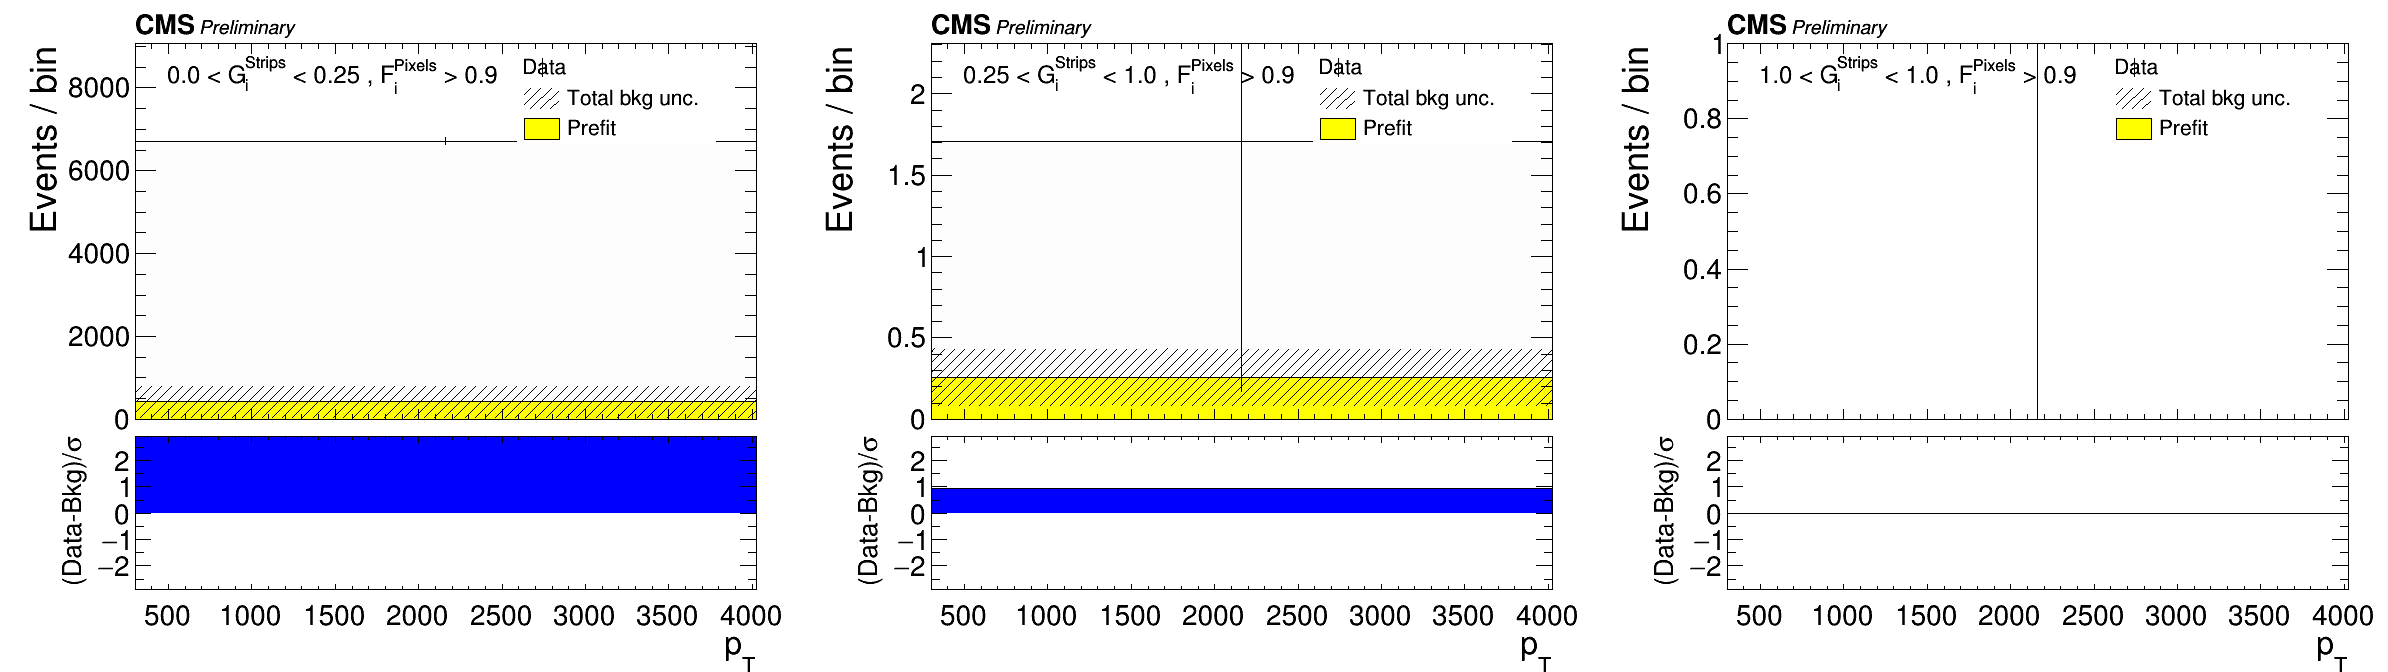 CMS Preliminary
Events / bin
0.0 < G_i^Strips < 0.25 , F_i^Pixels > 0.9
Data
Total bkg unc.
Prefit
8000
6000
4000
2000
0
(Data-Bkg)/σ
2
1
0
−1
−2
500 1000 1500 2000 2500 3000 3500 4000
p_T
CMS Preliminary
Events / bin
0.25 < G_i^Strips < 1.0 , F_i^Pixels > 0.9
Data
Total bkg unc.
Prefit
2
1.5
1
0.5
0
(Data-Bkg)/σ
2
1
0
−1
−2
500 1000 1500 2000 2500 3000 3500 4000
p_T
CMS Preliminary
Events / bin
1.0 < G_i^Strips < 1.0 , F_i^Pixels > 0.9
Data
Total bkg unc.
Prefit
1
0.8
0.6
0.4
0.2
0
(Data-Bkg)/σ
2
1
0
−1
−2
500 1000 1500 2000 2500 3000 3500 4000
p_T